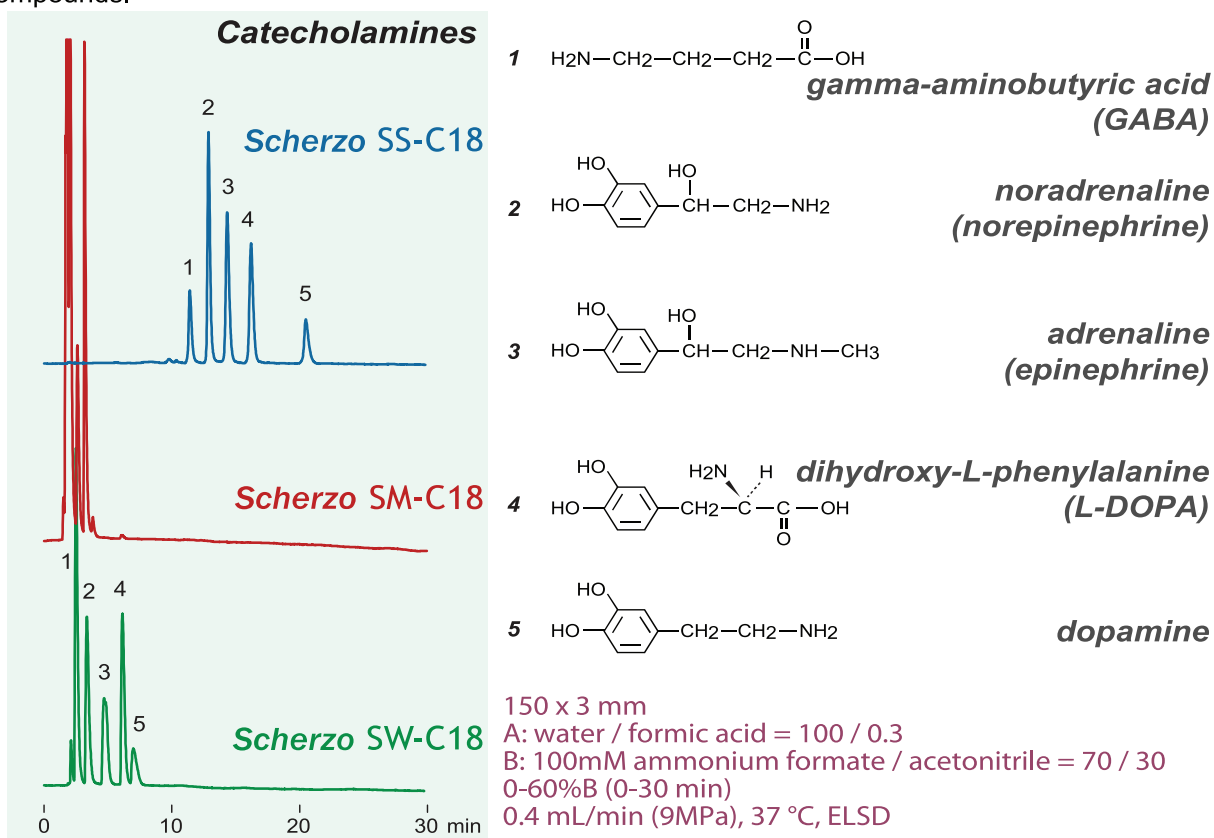 Catecholamines
Scherzo SS-C18
1
2
3
4
5
Scherzo SM-C18
1
2
3
4
5
Scherzo SW-C18
0 10 20 30 min
1
H2N—CH2—CH2—CH2—C—OH
O
gamma-aminobutyric acid
(GABA)
2
HO
HO
HO
CH—CH2—NH2
noradrenaline
(norepinephrine)
3
HO
HO
HO
CH—CH2—NH—CH3
adrenaline
(epinephrine)
4
HO
HO
H2N
H
CH2—C—C—OH
O
dihydroxy-L-phenylalanine
(L-DOPA)
5
HO
HO
CH2—CH2—NH2
dopamine
150 x 3 mm
A: water / formic acid = 100 / 0.3
B: 100mM ammonium formate / acetonitrile = 70 / 30
0-60%B (0-30 min)
0.4 mL/min (9MPa), 37 °C, ELSD